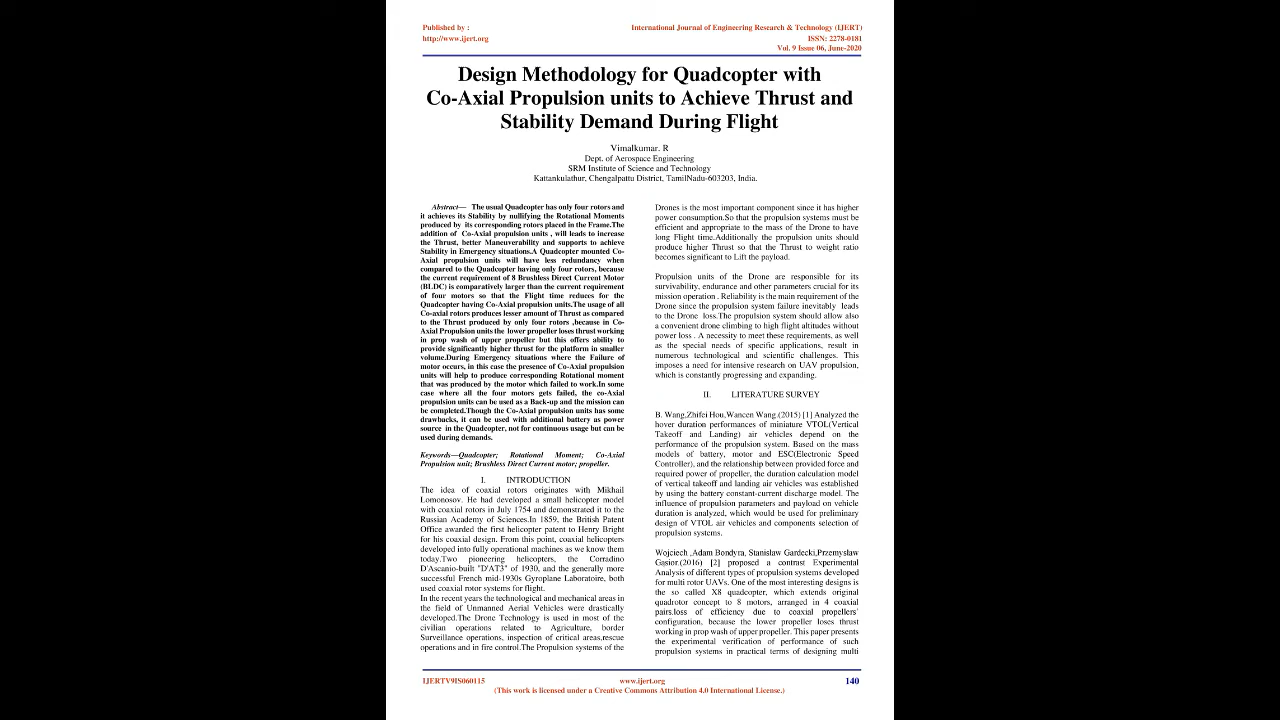 Published by :
International Journal of Engineering Research & Technology (IJERT)
http://www.ijert.org
ISSN: 2278-0181
Vol. 9 Issue 06, June-2020
Design Methodology for Quadcopter with
Co-Axial Propulsion units to Achieve Thrust and
Stability Demand During Flight
Vimalkumar. R
Dept. of Aerospace Engineering
SRM Institute of Science and Technology
Kattankulathur, Chengalpattu District, TamilNadu-603203, India.
Abstract— The usual Quadcopter has only four rotors and
it achieves its Stability by nullifying the Rotational Moments
produced by its corresponding rotors placed in the Frame.The
addition of Co-Axial propulsion units , will leads to increase
the Thrust, better Maneuverability and supports to achieve
Stability in Emergency situations.A Quadcopter mounted Co-
Axial propulsion units will have less redundancy when
compared to the Quadcopter having only four rotors, because
the current requirement of 8 Brushless Direct Current Motor
(BLDC) is comparatively larger than the current requirement
of four motors so that the Flight time reduces for the
Quadcopter having Co-Axial propulsion units.The usage of all
Co-axial rotors produces lesser amount of Thrust as compared
to the Thrust produced by only four rotors ,because in Co-
Axial Propulsion units the lower propeller loses thrust working
in prop wash of upper propeller but this offers ability to
provide significantly higher thrust for the platform in smaller
volume.During Emergency situations where the Failure of
motor occurs, in this case the presence of Co-Axial propulsion
units will help to produce corresponding Rotational moment
that was produced by the motor which failed to work.In some
case where all the four motors gets failed, the co-Axial
propulsion units can be used as a Back-up and the mission can
be completed.Though the Co-Axial propulsion units has some
drawbacks, it can be used with additional battery as power
source in the Quadcopter, not for continuous usage but can be
used during demands.
Keywords—Quadcopter; Rotational Moment; Co-Axial
Propulsion unit; Brushless Direct Current motor; propeller.
I. INTRODUCTION
The idea of coaxial rotors originates with Mikhail
Lomonosov. He had developed a small helicopter model
with coaxial rotors in July 1754 and demonstrated it to the
Russian Academy of Sciences.In 1859, the British Patent
Office awarded the first helicopter patent to Henry Bright
for his coaxial design. From this point, coaxial helicopters
developed into fully operational machines as we know them
today.Two pioneering helicopters, the Corradino
D'Ascanio-built "D'AT3" of 1930, and the generally more
successful French mid-1930s Gyroplane Laboratoire, both
used coaxial rotor systems for flight.
In the recent years the technological and mechanical areas in
the field of Unmanned Aerial Vehicles were drastically
developed.The Drone Technology is used in most of the
civilian operations related to Agriculture, border
Surveillance operations, inspection of critical areas,rescue
operations and in fire control.The Propulsion systems of the
Drones is the most important component since it has higher
power consumption.So that the propulsion systems must be
efficient and appropriate to the mass of the Drone to have
long Flight time.Additionally the propulsion units should
produce higher Thrust so that the Thrust to weight ratio
becomes significant to Lift the payload.
Propulsion units of the Drone are responsible for its
survivability, endurance and other parameters crucial for its
mission operation . Reliability is the main requirement of the
Drone since the propulsion system failure inevitably leads
to the Drone loss.The propulsion system should allow also
a convenient drone climbing to high flight altitudes without
power loss . A necessity to meet these requirements, as well
as the special needs of specific applications, result in
numerous technological and scientific challenges. This
imposes a need for intensive research on UAV propulsion,
which is constantly progressing and expanding.
II. LITERATURE SURVEY
B. Wang,Zhifei Hou,Wancen Wang.(2015) [1] Analyzed the
hover duration performances of miniature VTOL(Vertical
Takeoff and Landing) air vehicles depend on the
performance of the propulsion system. Based on the mass
models of battery, motor and ESC(Electronic Speed
Controller), and the relationship between provided force and
required power of propeller, the duration calculation model
of vertical takeoff and landing air vehicles was established
by using the battery constant-current discharge model. The
influence of propulsion parameters and payload on vehicle
duration is analyzed, which would be used for preliminary
design of VTOL air vehicles and components selection of
propulsion systems.
Wojciech ,Adam Bondyra, Stanisław Gardecki,Przemysław
Gąsior.(2016) [2] proposed a contrast Experimental
Analysis of different types of propulsion systems developed
for multi rotor UAVs. One of the most interesting designs is
the so called X8 quadcopter, which extends original
quadrotor concept to 8 motors, arranged in 4 coaxial
pairs.loss of efficiency due to coaxial propellers’
configuration, because the lower propeller loses thrust
working in prop wash of upper propeller. This paper presents
the experimental verification of performance of such
propulsion systems in practical terms of designing multi
IJERTV9IS060115
www.ijert.org
140
(This work is licensed under a Creative Commons Attribution 4.0 International License.)